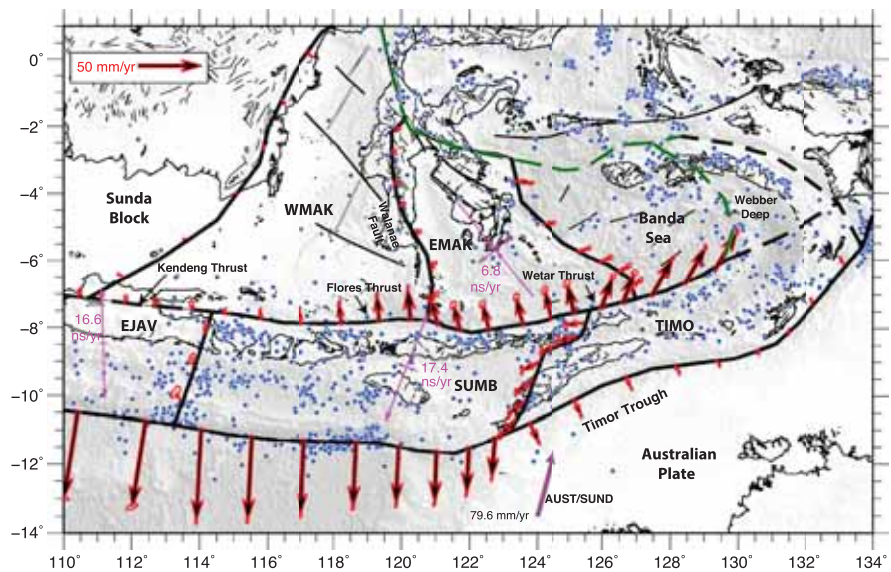 50 mm/yr
0°
−2
−4
−6
−8
−10
−12
−14
Sunda
Block
WMAK
Walanae
Fault
EMAK
Banda
Sea
Webber
Deep
Kendeng Thrust
Flores Thrust
6.8
ns/yr
Wetar Thrust
16.6
ns/yr
EJAV
TIMO
17.4
ns/yr
SUMB
Timor Trough
Australian
Plate
AUST/SUND
79.6 mm/yr
110° 112° 114° 116° 118° 120° 122° 124° 126° 128° 130° 132° 134°